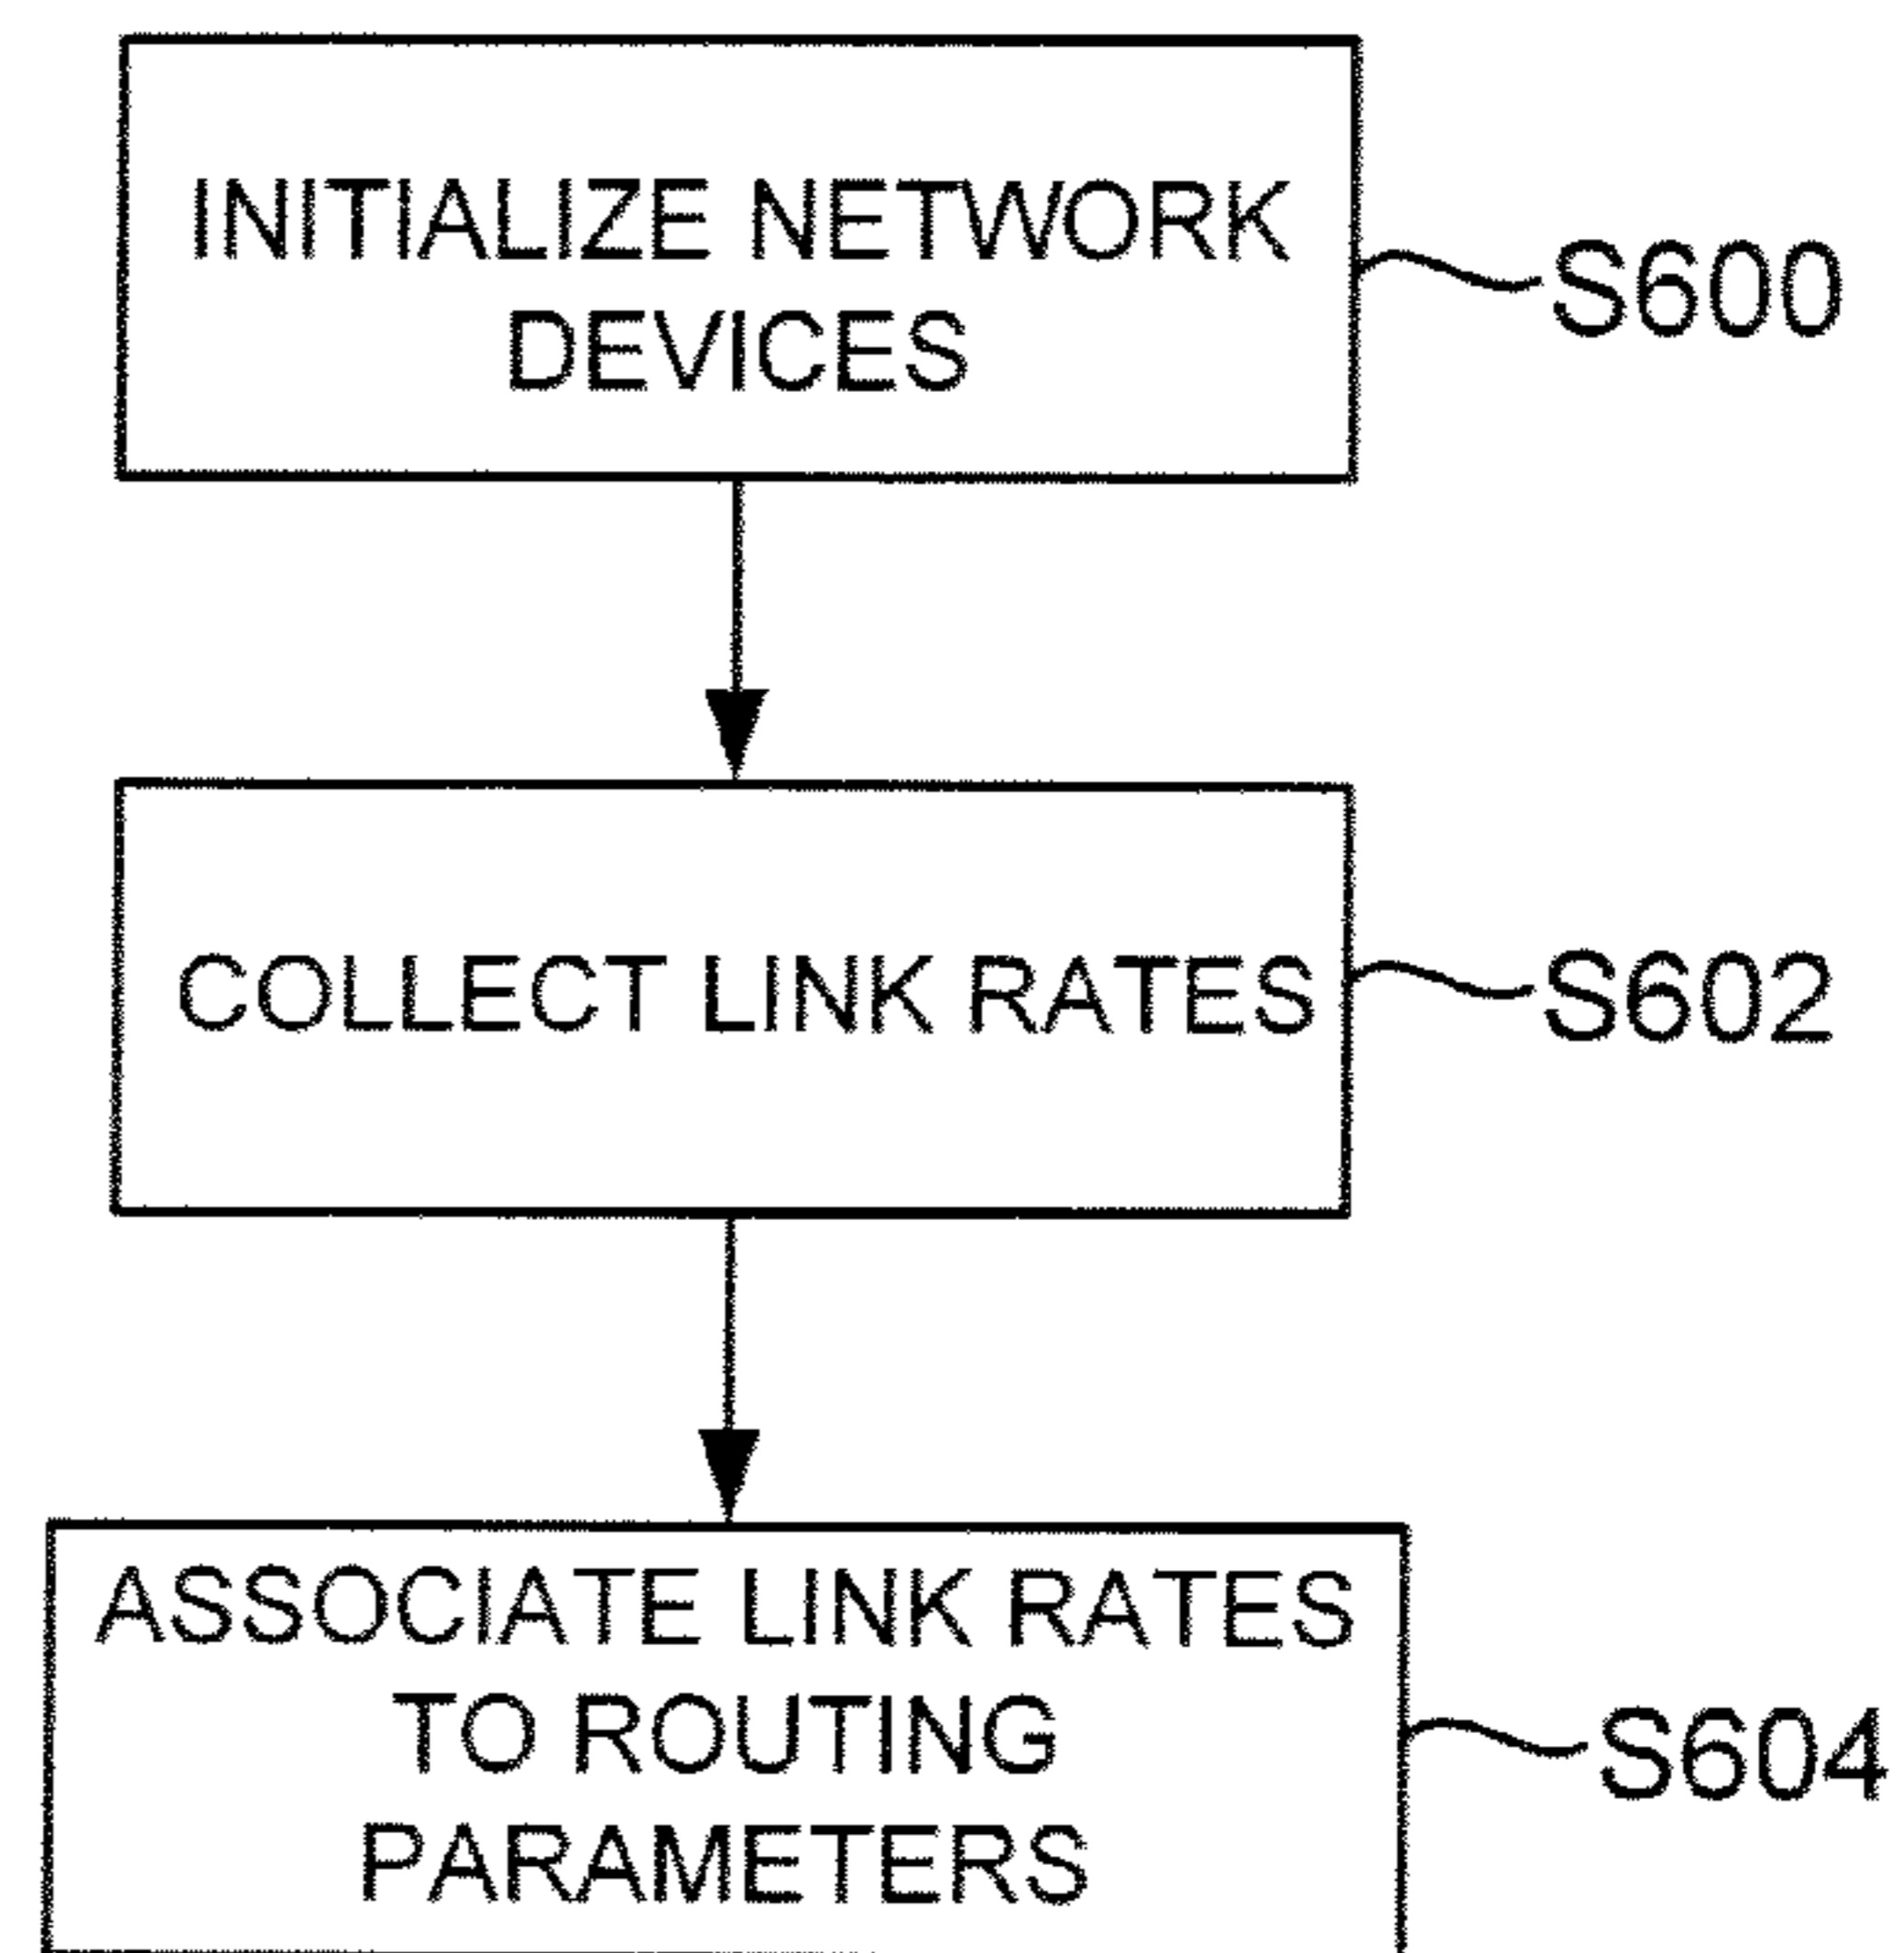 INITIALIZE NETWORK
DEVICES
S600
COLLECT LINK RATES
S602
ASSOCIATE LINK RATES
TO ROUTING
PARAMETERS
S604